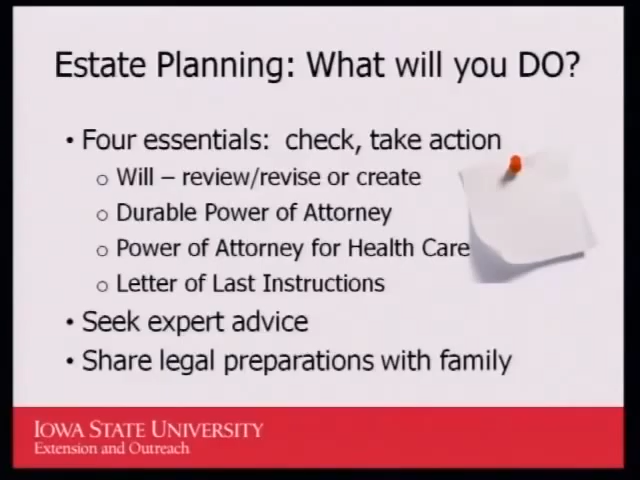 Estate Planning: What will you DO?
• Four essentials:  check, take action
o Will – review/revise or create
o Durable Power of Attorney
o Power of Attorney for Health Care
o Letter of Last Instructions
• Seek expert advice
• Share legal preparations with family
IOWA STATE UNIVERSITY
Extension and Outreach